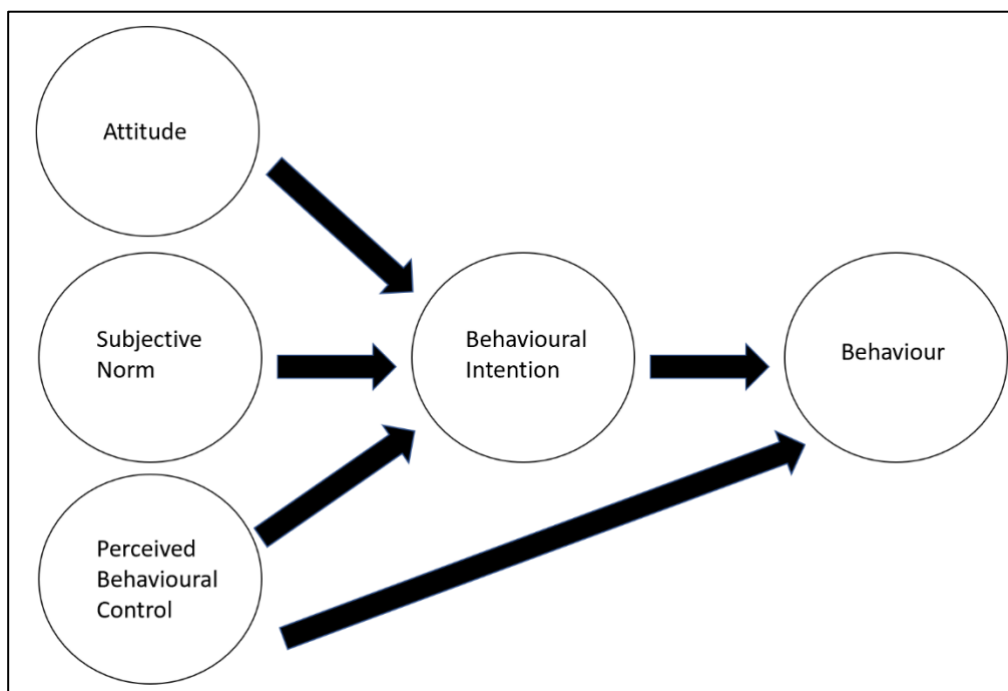 Attitude
Subjective
Norm
Behavioural
Intention
Behaviour
Perceived
Behavioural
Control